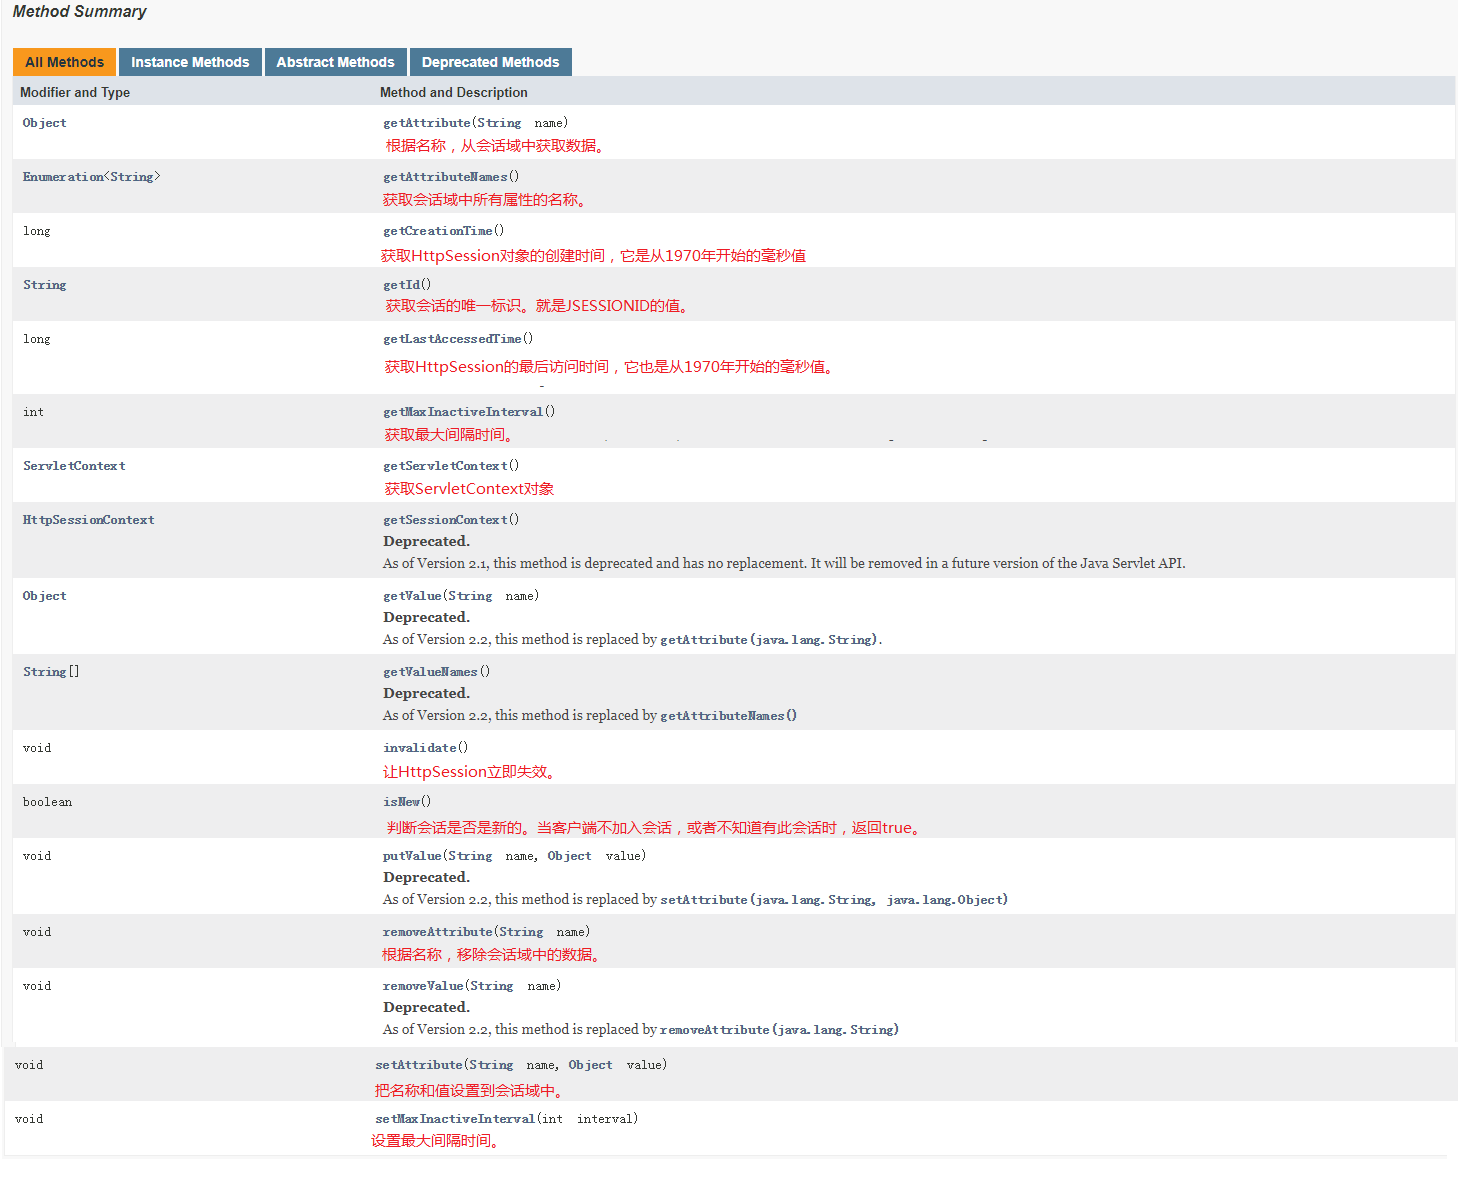 Method Summary
All Methods Instance Methods Abstract Methods Deprecated Methods
Modifier and Type Method and Description
Object getAttribute(String name)
根据名称，从会话域中获取数据。
Enumeration<String> getAttributeNames()
获取会话域中所有属性的名称。
long getCreationTime()
获取HttpSession对象的创建时间，它是从1970年开始的毫秒值
String getId()
获取会话的唯一标识。就是JSESSIONID的值。
long getLastAccessedTime()
获取HttpSession的最后访问时间，它也是从1970年开始的毫秒值。
int getMaxInactiveInterval()
获取最大间隔时间。
ServletContext getServletContext()
获取ServletContext对象
HttpSessionContext getSessionContext()
Deprecated.
As of Version 2.1, this method is deprecated and has no replacement. It will be removed in a future version of the Java Servlet API.
Object getValue(String name)
Deprecated.
As of Version 2.2, this method is replaced by getAttribute(java.lang.String).
String[] getValueNames()
Deprecated.
As of Version 2.2, this method is replaced by getAttributeNames()
void invalidate()
让HttpSession立即失效。
boolean isNew()
判断会话是否是新的。当客户端不加入会话，或者不知道有此会话时，返回true。
void putValue(String name, Object value)
Deprecated.
As of Version 2.2, this method is replaced by setAttribute(java.lang.String, java.lang.Object)
void removeAttribute(String name)
根据名称，移除会话域中的数据。
void removeValue(String name)
Deprecated.
As of Version 2.2, this method is replaced by removeAttribute(java.lang.String)
void setAttribute(String name, Object value)
把名称和值设置到会话域中。
void setMaxInactiveInterval(int interval)
设置最大间隔时间。